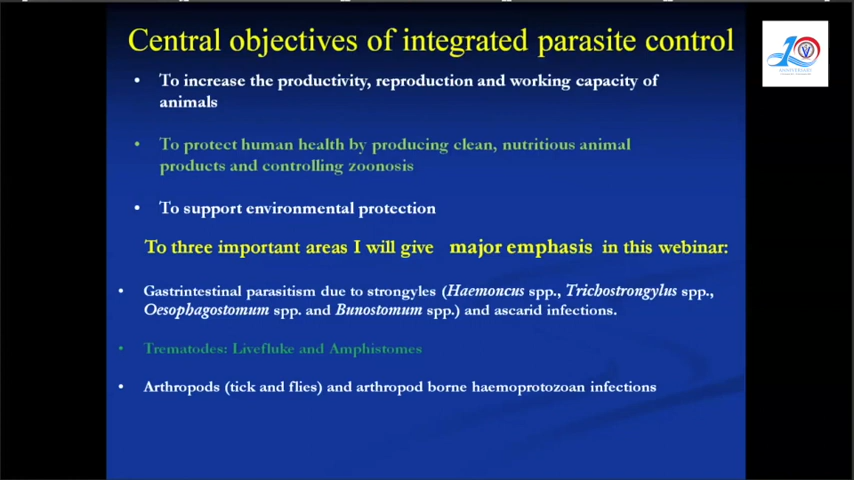 Central objectives of integrated parasite control
• To increase the productivity, reproduction and working capacity of
animals
• To protect human health by producing clean, nutritious animal
products and controlling zoonosis
• To support environmental protection
To three important areas I will give major emphasis in this webinar:
• Gastrintestinal parasitism due to strongyles (Haemoncus spp., Trichostrongylus spp.,
Oesophagostomum spp. and Bunostomum spp.) and ascarid infections.
• Trematodes: Livefluke and Amphistomes
• Arthropods (tick and flies) and arthropod borne haemoprotozoan infections
10